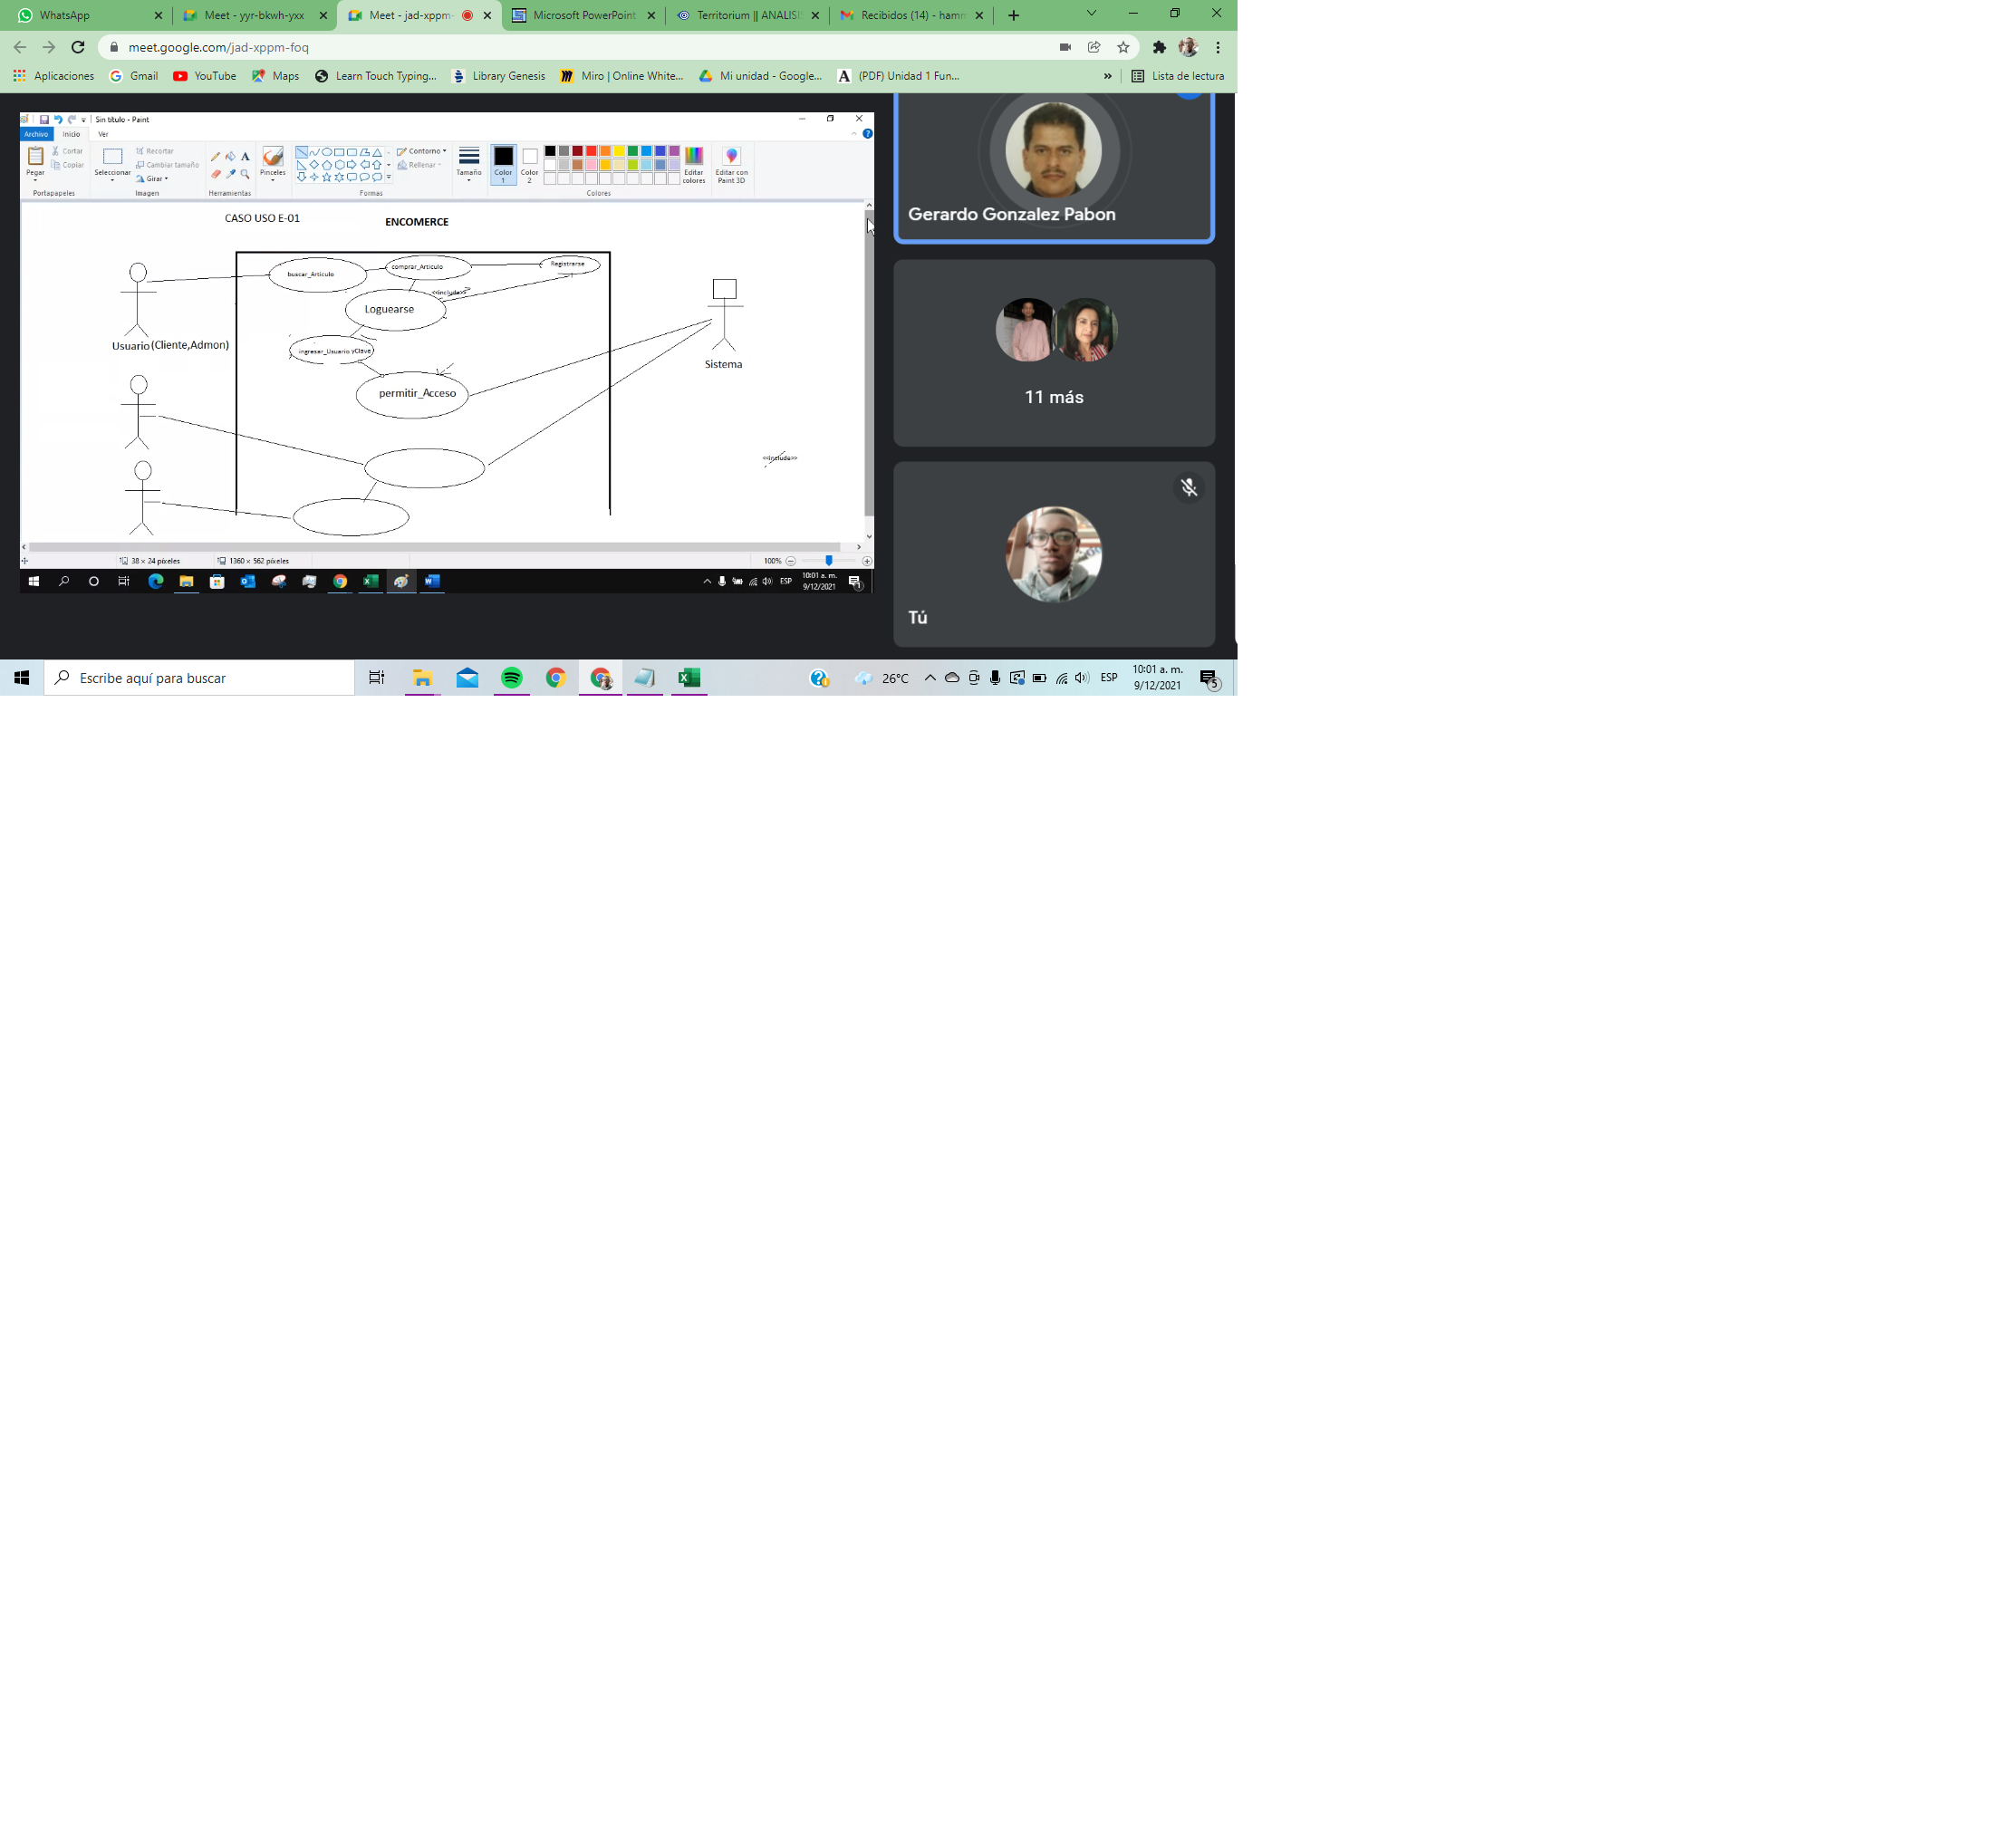 WhatsApp
Meet - yyr-bkwh-yxx
Meet - jad-xppm-
Microsoft PowerPoint
Territorium || ANALISIS
Recibidos (14) - hamm
meet.google.com/jad-xppm-foq
Aplicaciones
Gmail
YouTube
Maps
Learn Touch Typing...
Library Genesis
Miro | Online White...
Mi unidad - Google...
A
(PDF) Unidad 1 Fun...
»
Lista de lectura
Sin título - Paint
Archivo
Inicio
Ver
Pegar
Cortar
Copiar
Portapapeles
Seleccionar
Recortar
Cambiar tamaño
Girar
Imagen
A
Herramientas
Pinceles
Contorno
Rellenar
Formas
Tamaño
Color
1
Color
2
Colores
Editar
colores
Editar con
Paint 3D
CASO USO E-01
ENCOMERCE
buscar_Articulo
comprar_Articulo
Registrarse
<<include>>
Loguearse
ingresar_Usuario yClave
permitir_Acceso
Usuario (Cliente,Admon)
Sistema
<<include>>
38 × 24 píxeles
1360 × 562 píxeles
100%
ESP
10:01 a. m.
9/12/2021
1
Gerardo Gonzalez Pabon
11 más
Tú
Escribe aquí para buscar
26°C
ESP
10:01 a. m.
9/12/2021
5